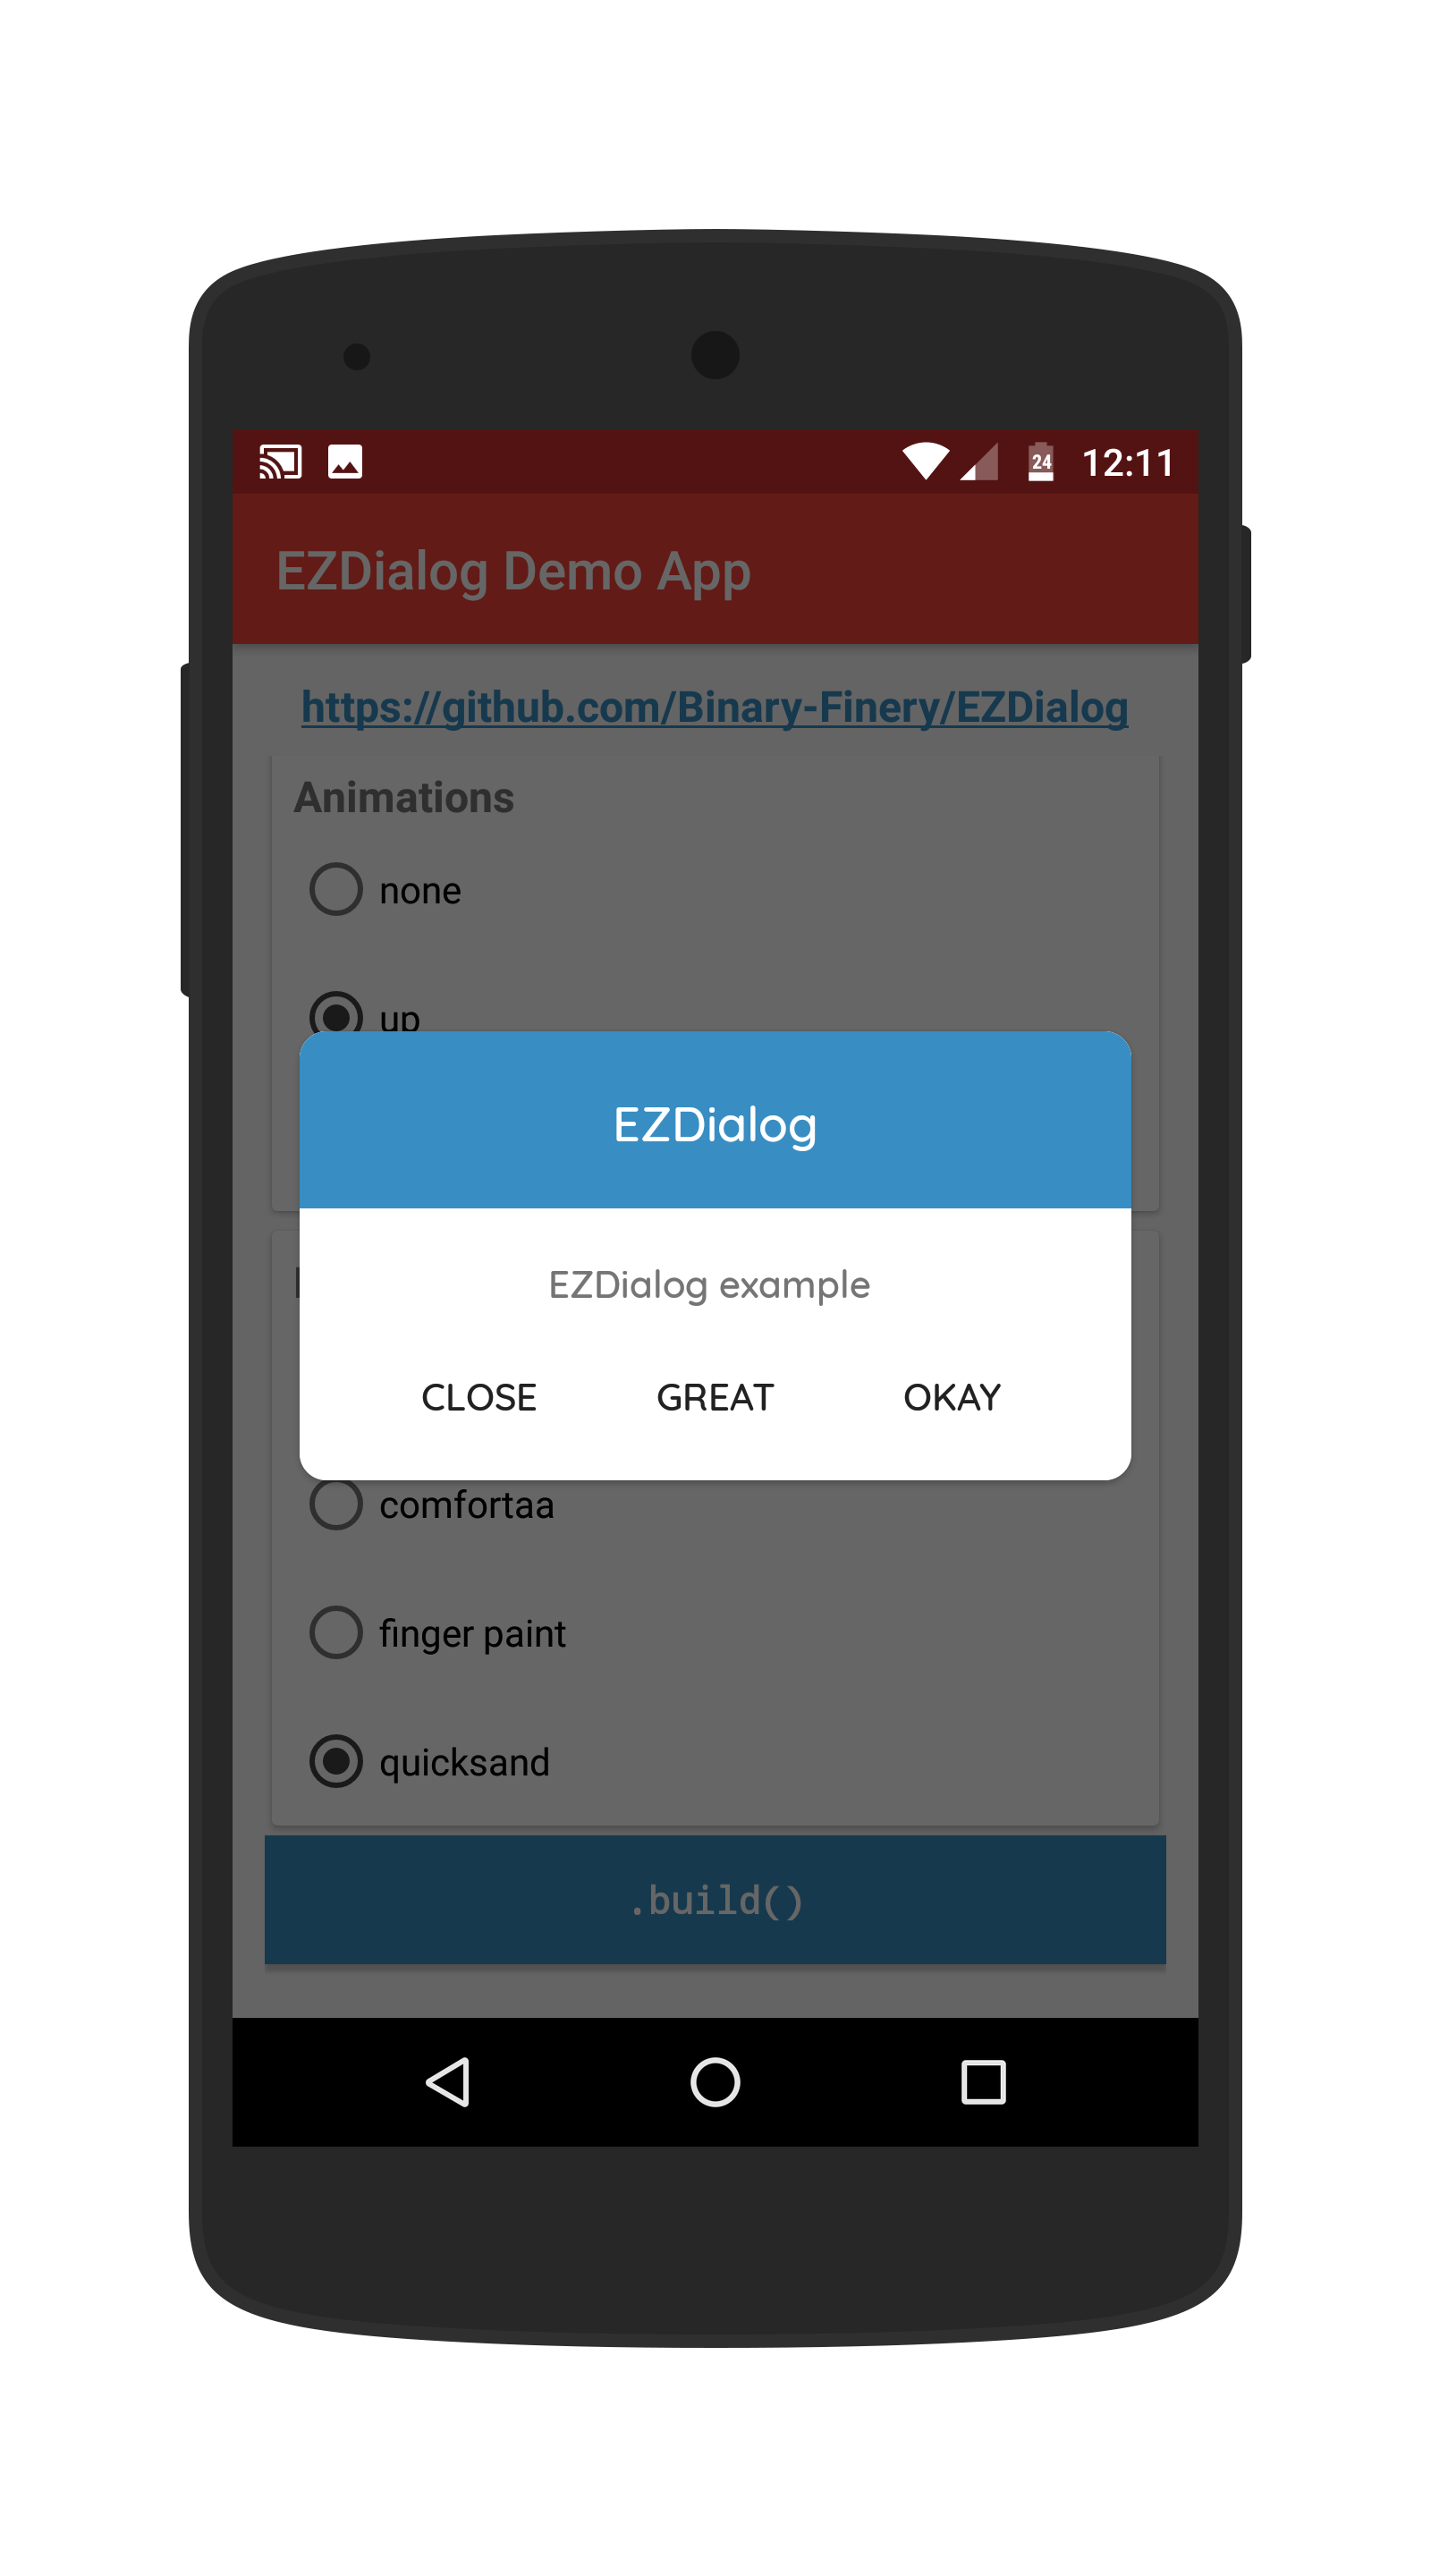 24 12:11
EZDialog Demo App
https://github.com/Binary-Finery/EZDialog
Animations
none
up
EZDialog
EZDialog example
CLOSE GREAT OKAY
comfortaa
finger paint
quicksand
.build()